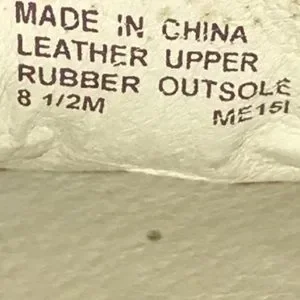 MADE IN CHINA
LEATHER UPPER
RUBBER OUTSOLE
8 1/2M ME15I